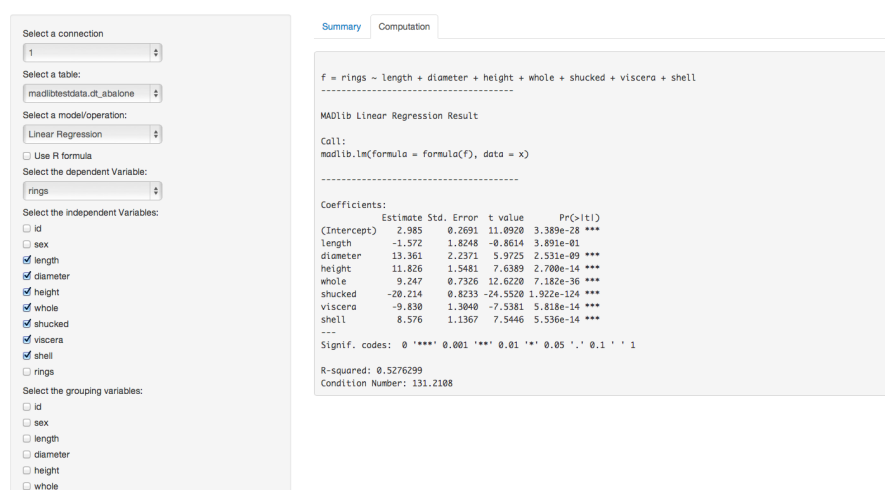 Select a connection
1
Select a table:
madlibtestdata.dt_abalone
Select a model/operation:
Linear Regression
Use R formula
Select the dependent Variable:
rings
Select the independent Variables:
id
sex
length
diameter
height
whole
shucked
viscera
shell
rings
Select the grouping variables:
id
sex
length
diameter
height
whole
Summary Computation
f = rings ~ length + diameter + height + whole + shucked + viscera + shell
-------------------------------------
MADlib Linear Regression Result
Call:
madlib.lm(formula = formula(f), data = x)
--------------------------------------
Coefficients:
Estimate Std. Error t value Pr(>|t|)
(Intercept) 2.985 0.2691 11.0920 3.389e-28 ***
length -1.572 1.8248 -0.8614 3.891e-01
diameter 13.361 2.2371 5.9725 2.531e-09 ***
height 11.826 1.5481 7.6389 2.700e-14 ***
whole 9.247 0.7326 12.6220 7.182e-36 ***
shucked -20.214 0.8233 -24.5520 1.922e-124 ***
viscera -9.830 1.3040 -7.5381 5.818e-14 ***
shell 8.576 1.1367 7.5446 5.536e-14 ***
---
Signif. codes: 0 '***' 0.001 '**' 0.01 '*' 0.05 '.' 0.1 ' ' 1
R-squared: 0.5276299
Condition Number: 131.2108